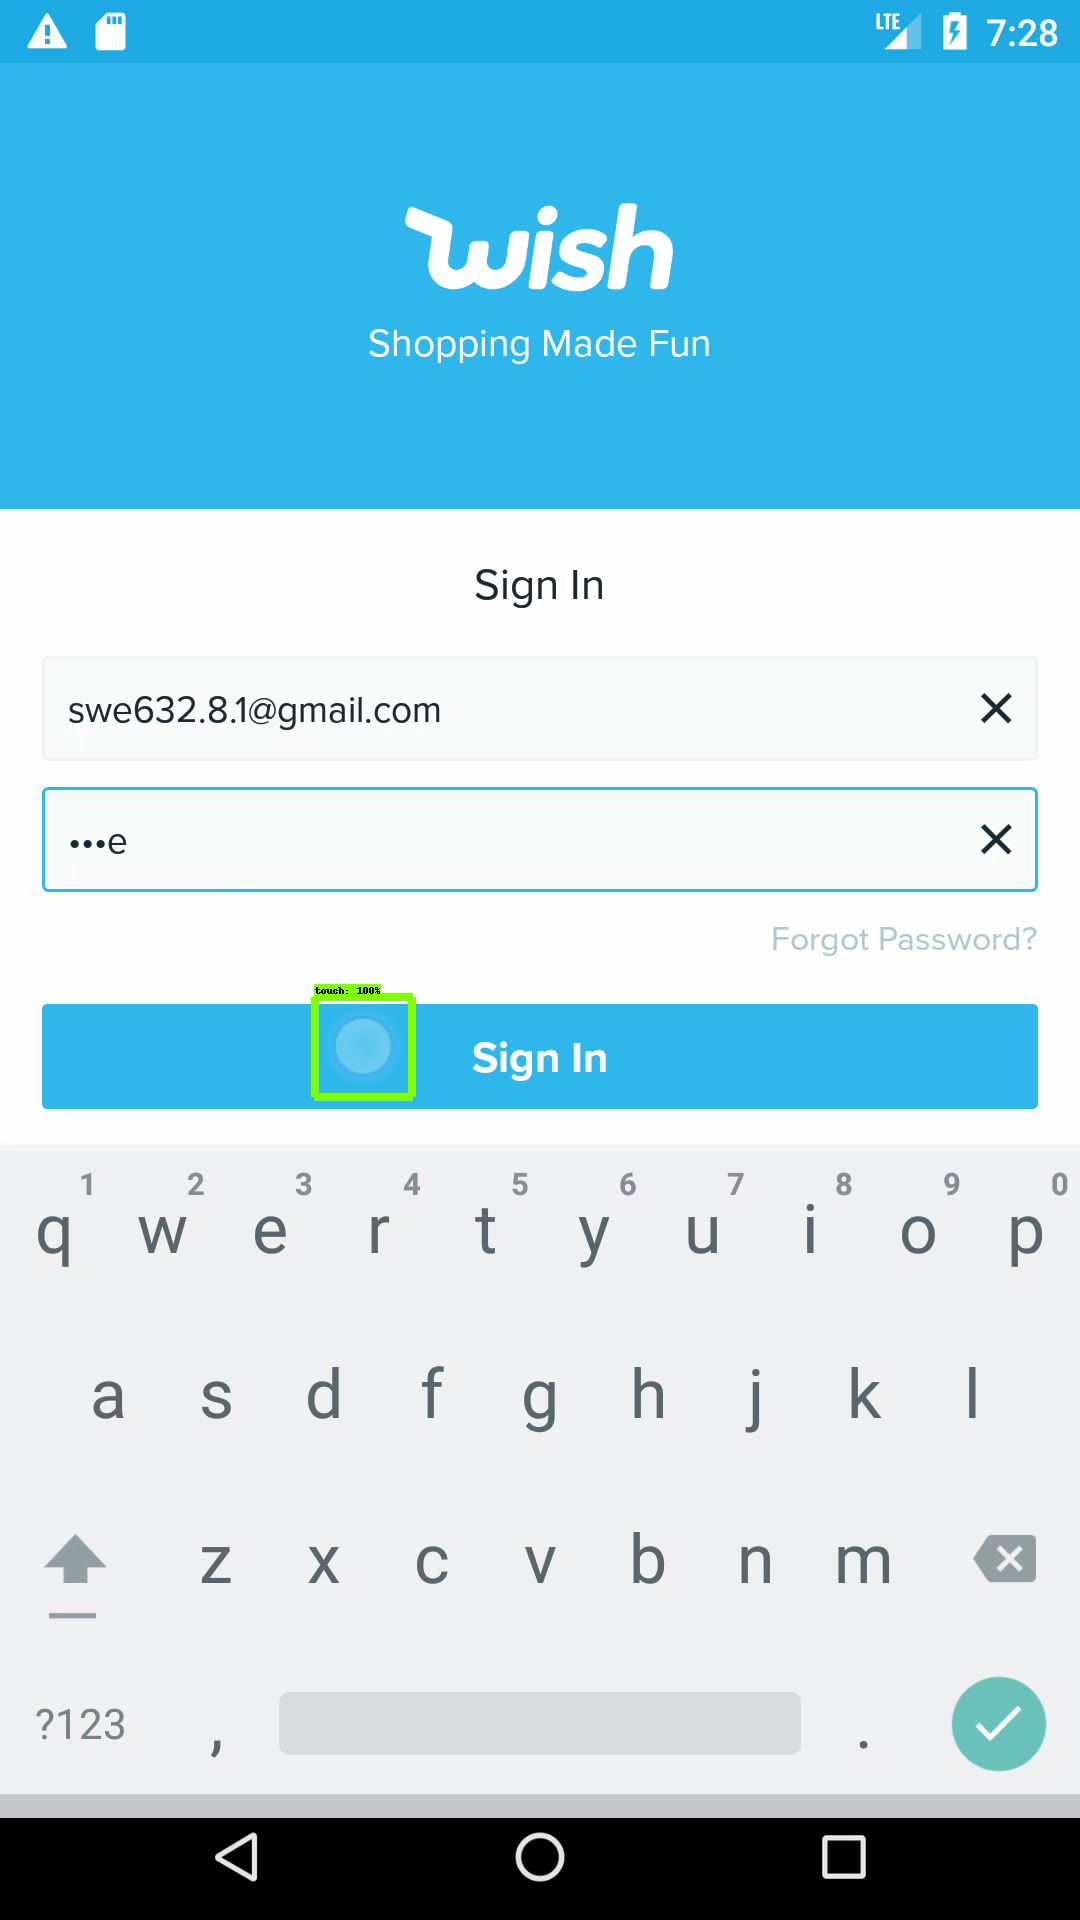 LTE 7:28
wish
Shopping Made Fun
Sign In
swe632.8.1@gmail.com
•••e
Forgot Password?
touch: 100%
Sign In
1 2 3 4 5 6 7 8 9 0
q w e r t y u i o p
a s d f g h j k l
z x c v b n m
?123 , .